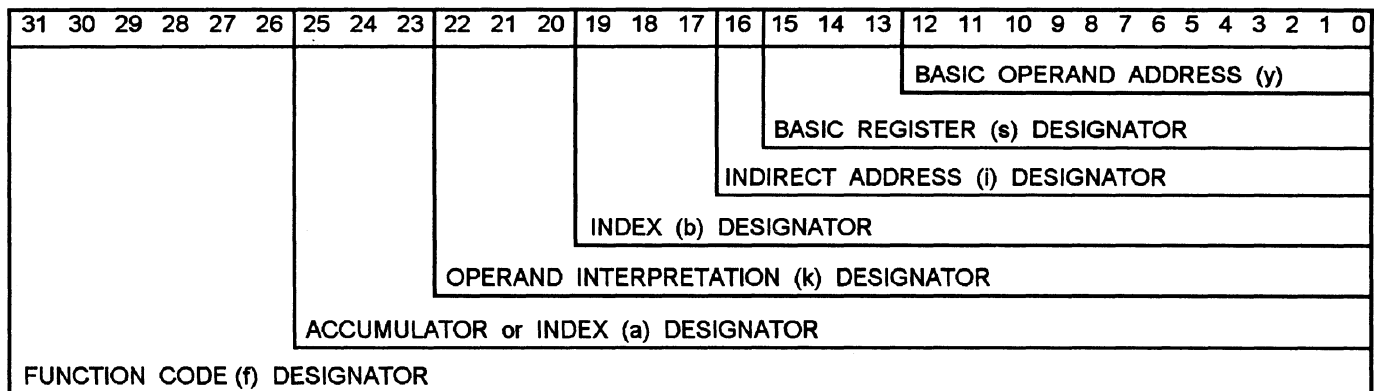 31 30 29 28 27 26 25 24 23 22 21 20 19 18 17 16 15 14 13 12 11 10 9 8 7 6 5 4 3 2 1 0
BASIC OPERAND ADDRESS (y)
BASIC REGISTER (s) DESIGNATOR
INDIRECT ADDRESS (i) DESIGNATOR
INDEX (b) DESIGNATOR
OPERAND INTERPRETATION (k) DESIGNATOR
ACCUMULATOR or INDEX (a) DESIGNATOR
FUNCTION CODE (f) DESIGNATOR